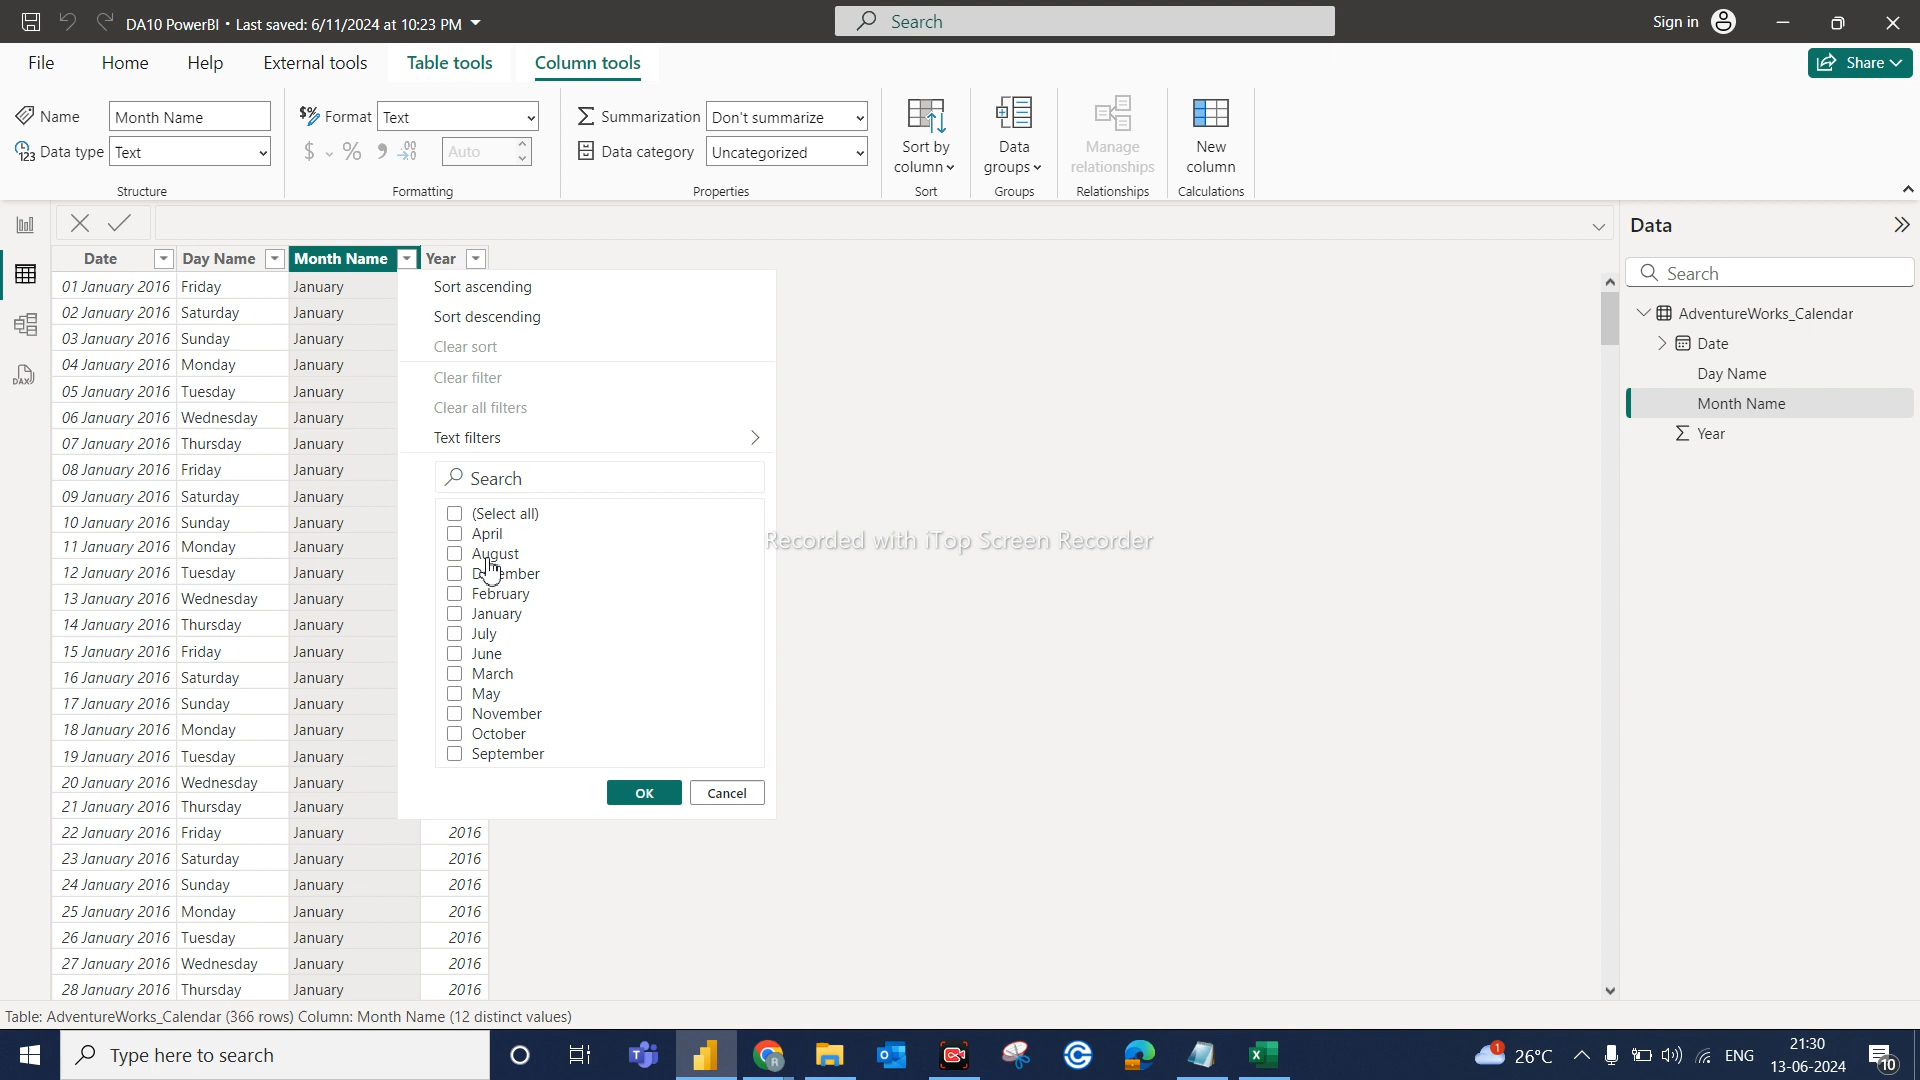 DA10 PowerBI • Last saved: 6/11/2024 at 10:23 PM
Search
Sign in
File Home Help External tools Table tools Column tools
Share
Name Month Name
Data type Text
Structure
Format Text
$ % 9 .00 Auto
Formatting
Summarization Don't summarize
Data category Uncategorized
Properties
Sort by column
Sort
Data groups
Groups
Manage relationships
Relationships
New column
Calculations
Data
Search
AdventureWorks_Calendar
Date
Day Name
Month Name
Σ Year
Date Day Name Month Name Year
01 January 2016 Friday January
02 January 2016 Saturday January
03 January 2016 Sunday January
04 January 2016 Monday January
05 January 2016 Tuesday January
06 January 2016 Wednesday January
07 January 2016 Thursday January
08 January 2016 Friday January
09 January 2016 Saturday January
10 January 2016 Sunday January
11 January 2016 Monday January
12 January 2016 Tuesday January
13 January 2016 Wednesday January
14 January 2016 Thursday January
15 January 2016 Friday January
16 January 2016 Saturday January
17 January 2016 Sunday January
18 January 2016 Monday January
19 January 2016 Tuesday January
20 January 2016 Wednesday January
21 January 2016 Thursday January
22 January 2016 Friday January 2016
23 January 2016 Saturday January 2016
24 January 2016 Sunday January 2016
25 January 2016 Monday January 2016
26 January 2016 Tuesday January 2016
27 January 2016 Wednesday January 2016
28 January 2016 Thursday January 2016
Sort ascending
Sort descending
Clear sort
Clear filter
Clear all filters
Text filters
Search
(Select all)
April
August
December
February
January
July
June
March
May
November
October
September
OK Cancel
Recorded with iTop Screen Recorder
DAX
Table: AdventureWorks_Calendar (366 rows) Column: Month Name (12 distinct values)
Type here to search
26°C
ENG
21:30
13-06-2024
10
1